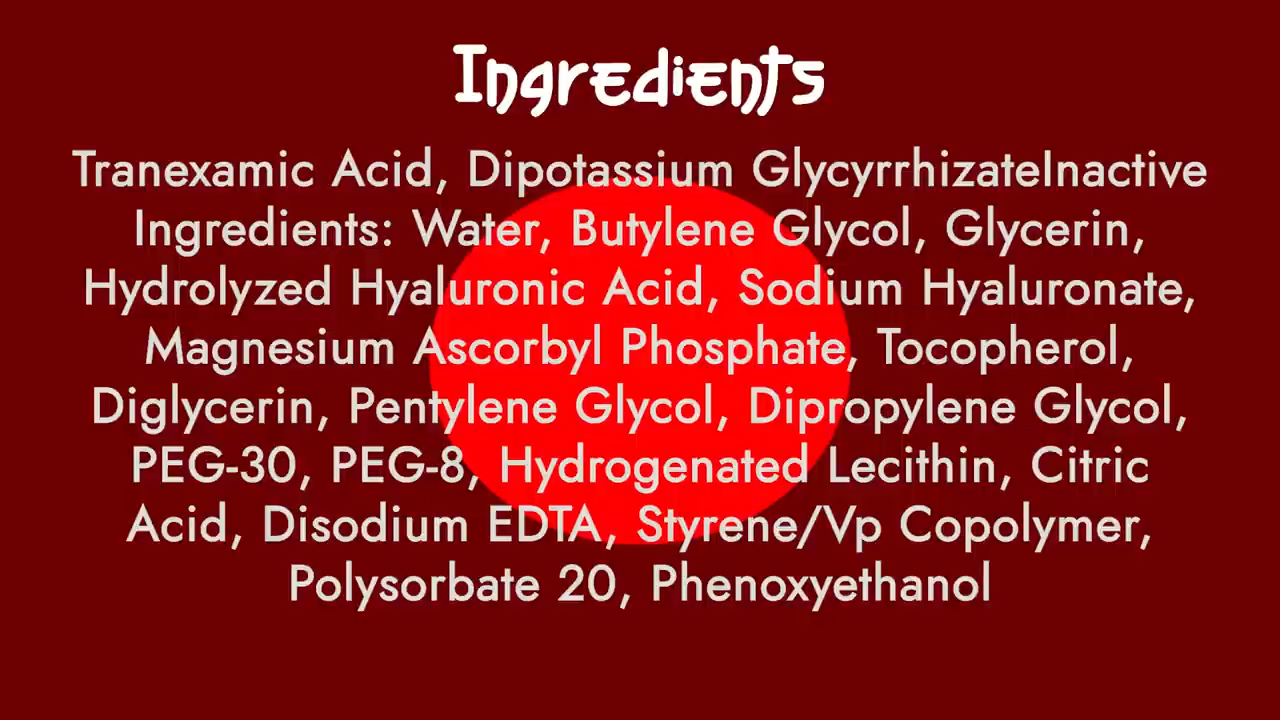 Ingredients
Tranexamic Acid, Dipotassium GlycyrrhizateInactive
Ingredients: Water, Butylene Glycol, Glycerin,
Hydrolyzed Hyaluronic Acid, Sodium Hyaluronate,
Magnesium Ascorbyl Phosphate, Tocopherol,
Diglycerin, Pentylene Glycol, Dipropylene Glycol,
PEG-30, PEG-8, Hydrogenated Lecithin, Citric
Acid, Disodium EDTA, Styrene/Vp Copolymer,
Polysorbate 20, Phenoxyethanol